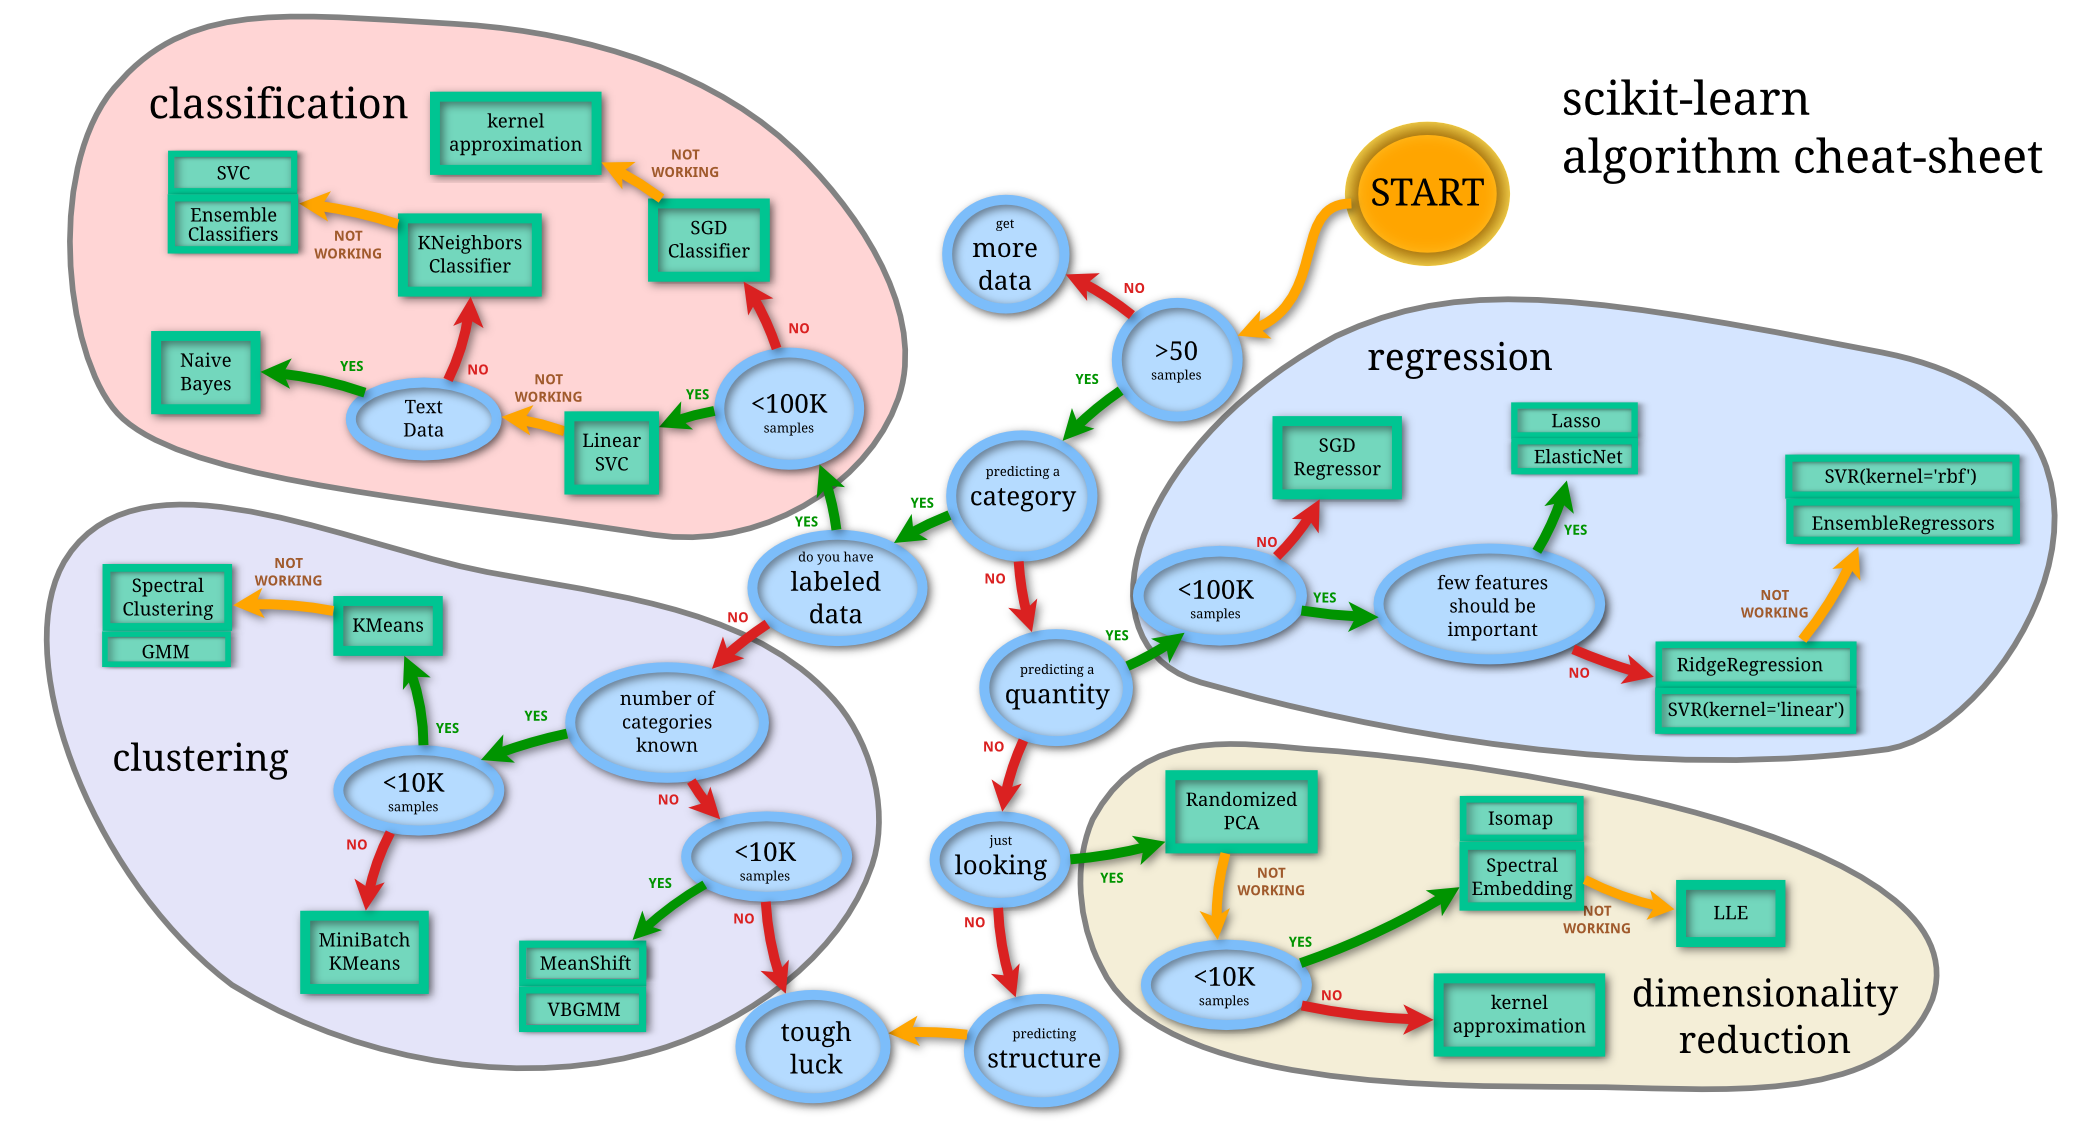 scikit-learn
algorithm cheat-sheet
START
classification
kernel
approximation
NOT
WORKING
SVC
Ensemble
Classifiers
NOT
WORKING
KNeighbors
Classifier
SGD
Classifier
NO
Naive
Bayes
YES
Text
Data
NO
NOT
WORKING
Linear
SVC
YES
<100K
samples
YES
get
more
data
NO
>50
samples
YES
predicting a
category
YES
NO
do you have
labeled
data
NO
predicting a
quantity
YES
NO
regression
SGD
Regressor
NO
<100K
samples
YES
few features
should be
important
YES
Lasso
ElasticNet
SVR(kernel='rbf')
EnsembleRegressors
NOT
WORKING
NO
RidgeRegression
SVR(kernel='linear')
clustering
Spectral
Clustering
GMM
NOT
WORKING
KMeans
YES
<10K
samples
YES
number of
categories
known
NO
NO
MiniBatch
KMeans
<10K
samples
YES
NO
MeanShift
VBGMM
tough
luck
just
looking
YES
NO
predicting
structure
Randomized
PCA
NOT
WORKING
<10K
samples
YES
NO
Isomap
Spectral
Embedding
NOT
WORKING
LLE
kernel
approximation
dimensionality
reduction